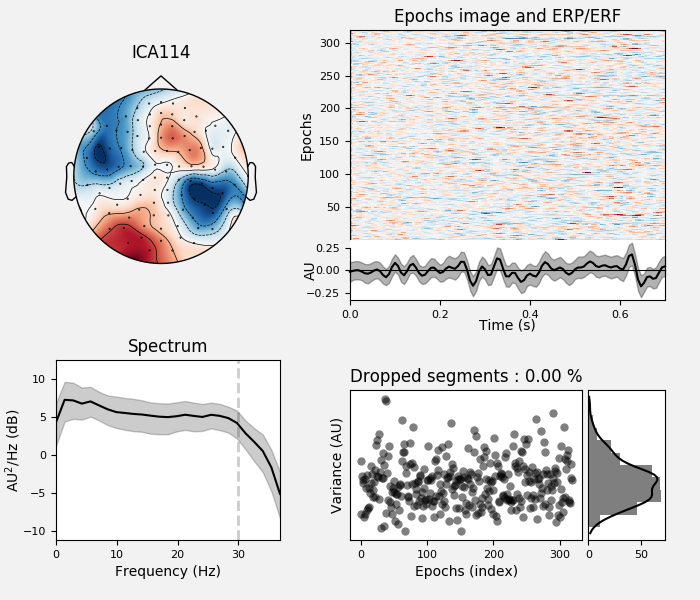 ICA114
Epochs image and ERP/ERF
Epochs
300
250
200
150
100
50
AU
0.25
0.00
−0.25
0.0
0.2
0.4
0.6
Time (s)
Spectrum
AU²/Hz (dB)
10
5
0
−5
−10
0
10
20
30
Frequency (Hz)
Dropped segments : 0.00 %
Variance (AU)
0
100
200
300
Epochs (index)
0
50